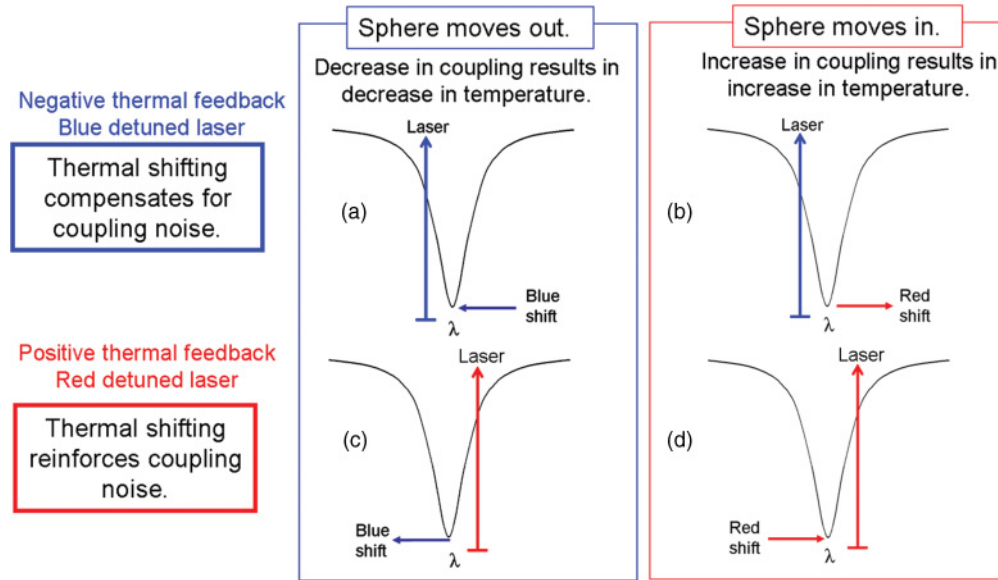 Sphere moves out.
Sphere moves in.
Decrease in coupling results in
decrease in temperature.
Increase in coupling results in
increase in temperature.
Negative thermal feedback
Blue detuned laser
Thermal shifting
compensates for
coupling noise.
Laser
(a)
Blue
shift
λ
Laser
(b)
Red
shift
λ
Positive thermal feedback
Red detuned laser
Thermal shifting
reinforces coupling
noise.
Laser
(c)
Blue
shift
λ
Laser
(d)
Red
shift
λ